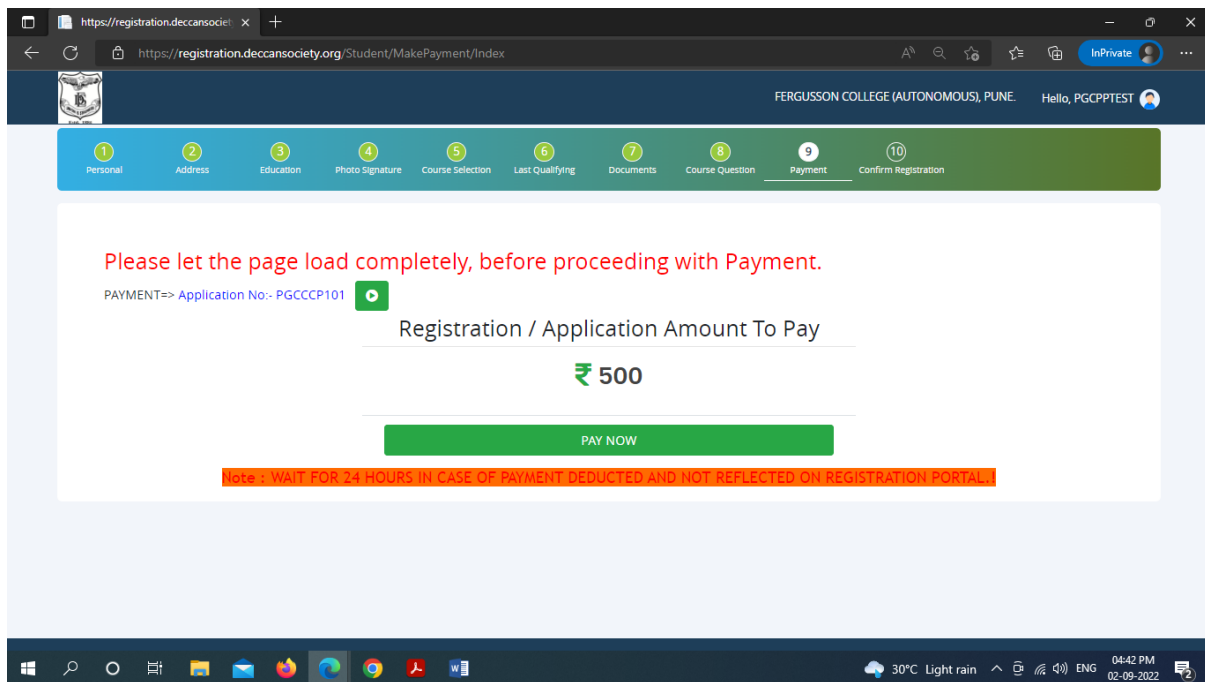 https://registration.deccansociet
https://registration.deccansociety.org/Student/MakePayment/Index
InPrivate
FERGUSSON COLLEGE (AUTONOMOUS), PUNE.
Hello, PGCPPTEST
1 2 3 4 5 6 7 8 9 10
Personal Address Education Photo Signature Course Selection Last Qualifying Documents Course Question Payment Confirm Registration
Please let the page load completely, before proceeding with Payment.
PAYMENT=> Application No:- PGCCCP101
Registration / Application Amount To Pay
₹ 500
PAY NOW
Note : WAIT FOR 24 HOURS IN CASE OF PAYMENT DEDUCTED AND NOT REFLECTED ON REGISTRATION PORTAL.!
30°C Light rain ENG 04:42 PM
02-09-2022 2